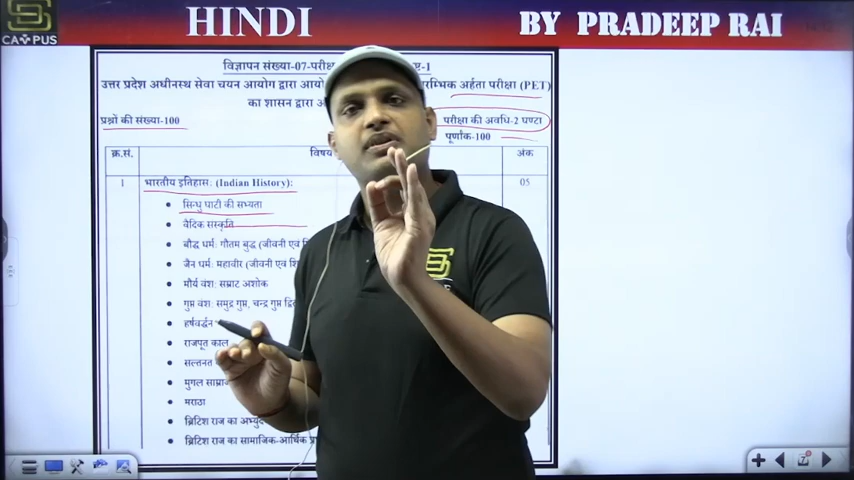 HINDI BY PRADEEP RAI
CAMPUS
विज्ञापन संख्या-07-परीक्ष -1
उत्तर प्रदेश अधीनस्थ सेवा चयन आयोग द्वारा आयो रम्भिक अर्हता परीक्षा (PET)
का शासन द्वारा
प्रश्नों की संख्या-100 परीक्षा की अवधि-2 घण्टा
पूर्णांक-100
क्र.सं. विषय अंक
1 भारतीय इतिहास: (Indian History): 05
सिन्धु घाटी की सभ्यता
वैदिक संस्कृति
बौद्ध धर्म: गौतम बुद्ध (जीवनी एवं
जैन धर्म: महावीर (जीवनी एवं
मौर्य वंश: सम्राट अशोक
गुप्त वंश: समुद्र गुप्त, चन्द्र गुप्त
हर्षवर्द्धन
राजपूत काल
सल्तनत
मुगल साम्रा
मराठा
ब्रिटिश राज का अभ्यु
ब्रिटिश राज का सामाजिक-आर्थिक